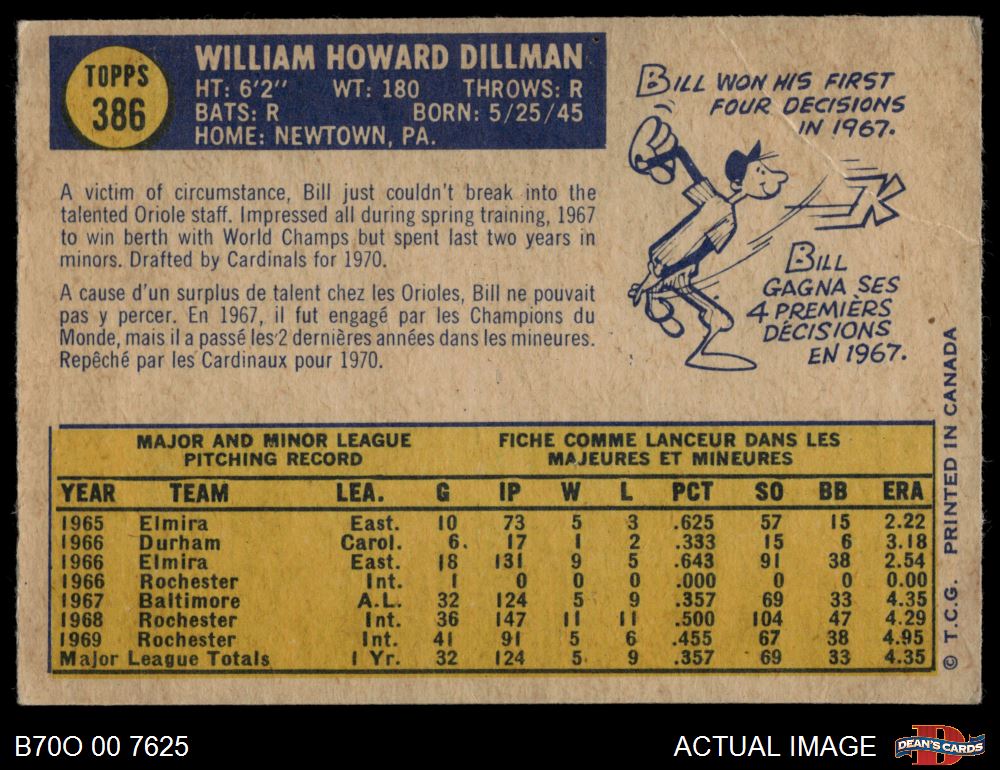 TOPPS
386
WILLIAM HOWARD DILLMAN
HT: 6'2" WT: 180 THROWS: R
BATS: R BORN: 5/25/45
HOME: NEWTOWN, PA.
BILL WON HIS FIRST
FOUR DECISIONS
IN 1967.
A victim of circumstance, Bill just couldn't break into the
talented Oriole staff. Impressed all during spring training, 1967
to win berth with World Champs but spent last two years in
minors. Drafted by Cardinals for 1970.
A cause d'un surplus de talent chez les Orioles, Bill ne pouvait
pas y percer. En 1967, il fut engagé par les Champions du
Monde, mais il a passé les 2 dernières années dans les mineures.
Repêché par les Cardinaux pour 1970.
K
BILL
GAGNA SES
4 PREMIÈRS
DÉCISIONS
EN 1967.
MAJOR AND MINOR LEAGUE
PITCHING RECORD
FICHE COMME LANCEUR DANS LES
MAJEURES ET MINEURES
YEAR TEAM LEA. G IP W L PCT SO BB ERA
1965 Elmira East. 10 73 5 3 .625 57 15 2.22
1966 Durham Carol. 6 17 1 2 .333 15 6 3.18
1966 Elmira East. 18 131 9 5 .643 91 38 2.54
1966 Rochester Int. 1 0 0 0 .000 0 0 0.00
1967 Baltimore A.L. 32 124 5 9 .357 69 33 4.35
1968 Rochester Int. 36 147 11 11 .500 104 47 4.29
1969 Rochester Int. 41 91 5 6 .455 67 38 4.95
Major League Totals 1 Yr. 32 124 5 9 .357 69 33 4.35
© T.C.G. PRINTED IN CANADA
B70O 00 7625
ACTUAL IMAGE
D
DEAN'S CARDS